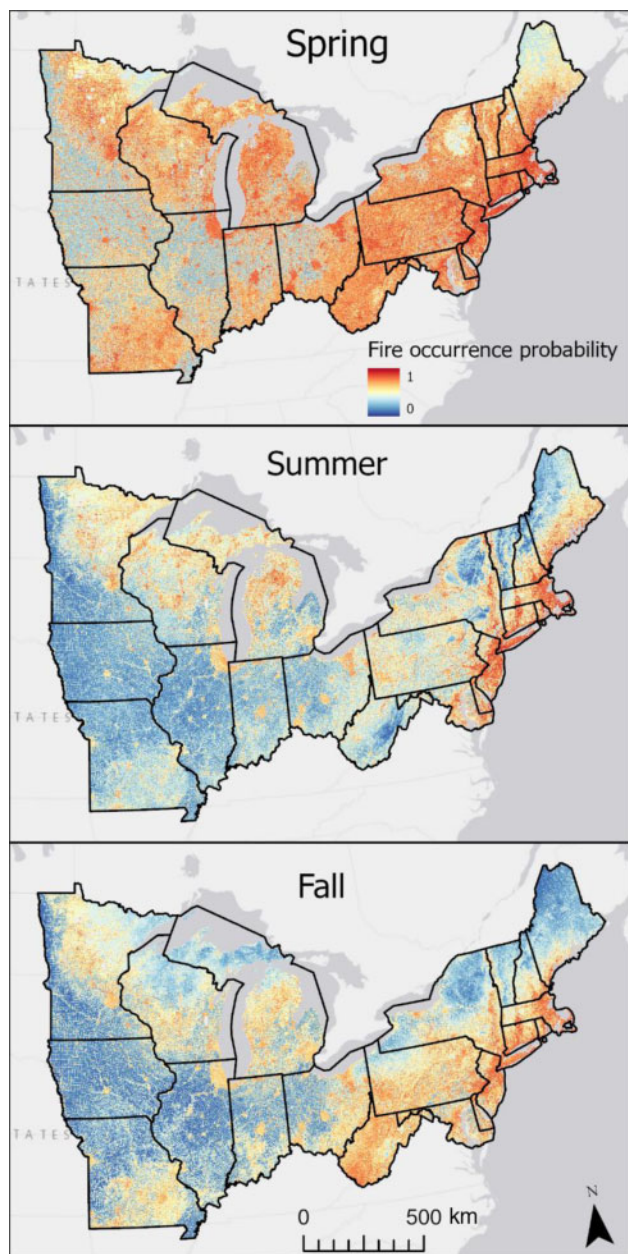 Spring
TATES
Fire occurrence probability
1
0
Summer
TATES
Fall
TATES
N
0 500 km